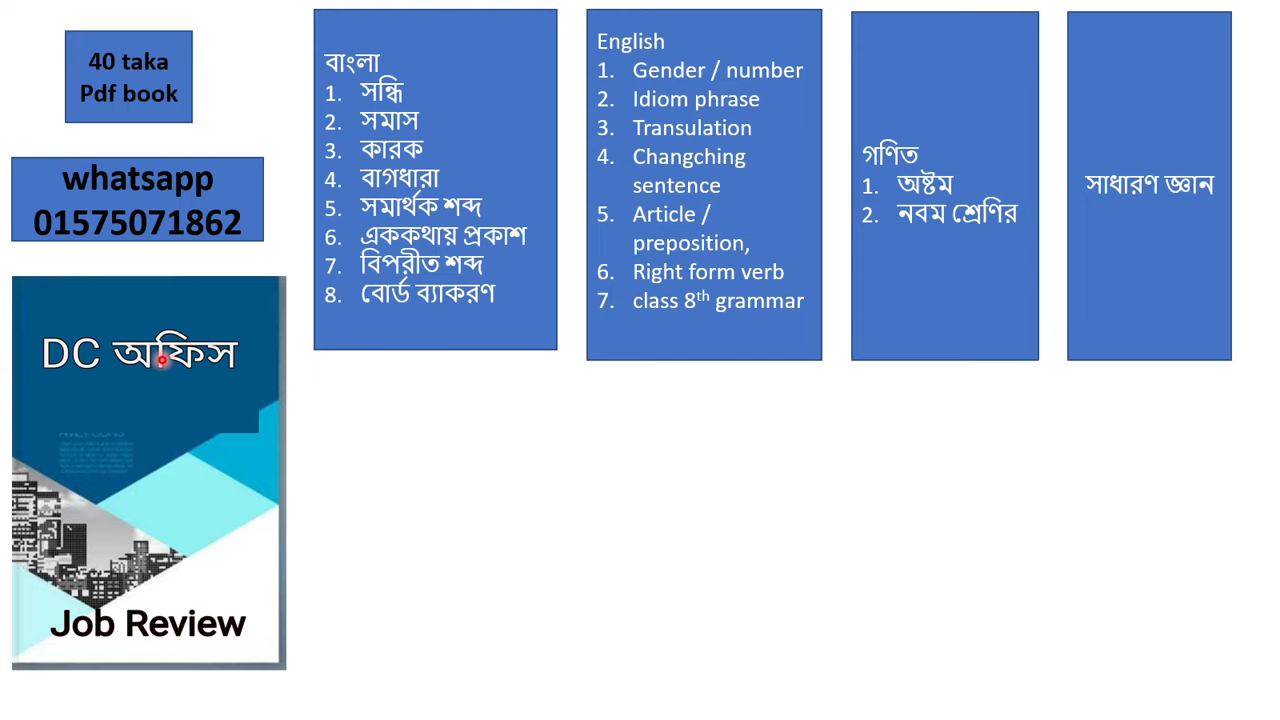 40 taka
Pdf book
whatsapp
01575071862
DC অফিস
Job Review
বাংলা
1. সন্ধি
2. সমাস
3. কারক
4. বাগধারা
5. সমার্থক শব্দ
6. এককথায় প্রকাশ
7. বিপরীত শব্দ
8. বোর্ড ব্যাকরণ
English
1. Gender / number
2. Idiom phrase
3. Transulation
4. Changching
sentence
5. Article /
preposition,
6. Right form verb
7. class 8th grammar
গণিত
1. অষ্টম
2. নবম শ্রেণির
সাধারণ জ্ঞান